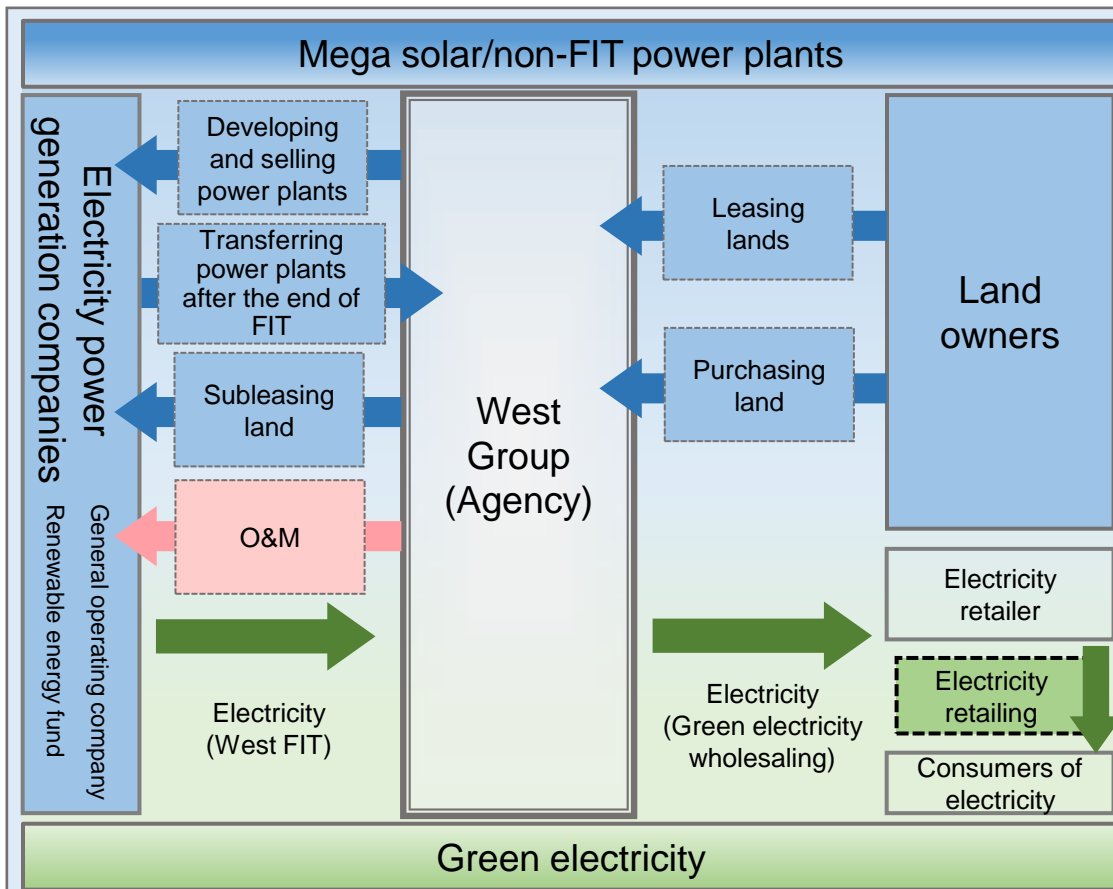 Mega solar/non-FIT power plants
Electricity power
generation companies
General operating company
Renewable energy fund
Developing
and selling
power plants
Transferring
power plants
after the end of
FIT
Subleasing
land
O&M
Electricity
(West FIT)
West
Group
(Agency)
Leasing
lands
Purchasing
land
Electricity
(Green electricity
wholesaling)
Land
owners
Electricity
retailer
Electricity
retailing
Consumers of
electricity
Green electricity